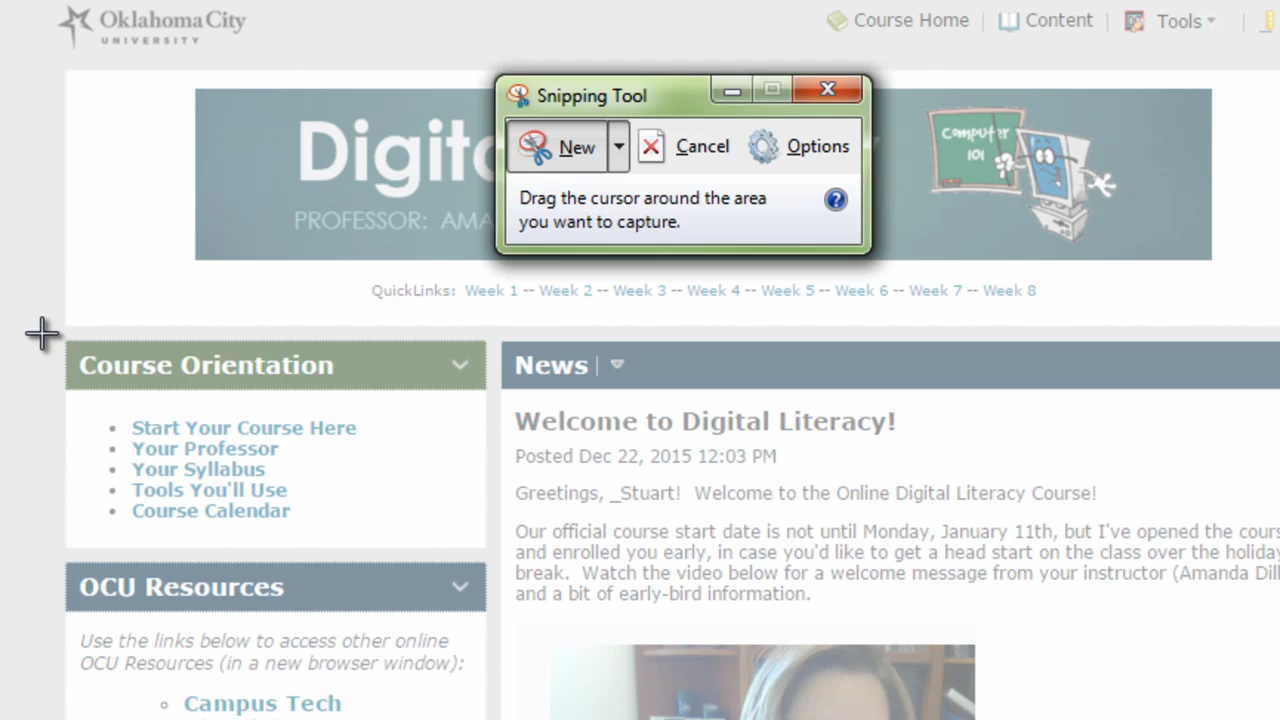 Oklahoma City
UNIVERSITY
Course Home
Content
Tools
Snipping Tool
New
Cancel
Options
Drag the cursor around the area
you want to capture.
Computer
101
PROFESSOR:
QuickLinks: Week 1 -- Week 2 -- Week 3 -- Week 4 -- Week 5 -- Week 6 -- Week 7 -- Week 8
Course Orientation
Start Your Course Here
Your Professor
Your Syllabus
Tools You'll Use
Course Calendar
OCU Resources
Use the links below to access other online
OCU Resources (in a new browser window):
Campus Tech
News
Welcome to Digital Literacy!
Posted Dec 22, 2015 12:03 PM
Greetings, _Stuart! Welcome to the Online Digital Literacy Course!
Our official course start date is not until Monday, January 11th, but I've opened the cours
and enrolled you early, in case you'd like to get a head start on the class over the holiday
break. Watch the video below for a welcome message from your instructor (Amanda Dill
and a bit of early-bird information.